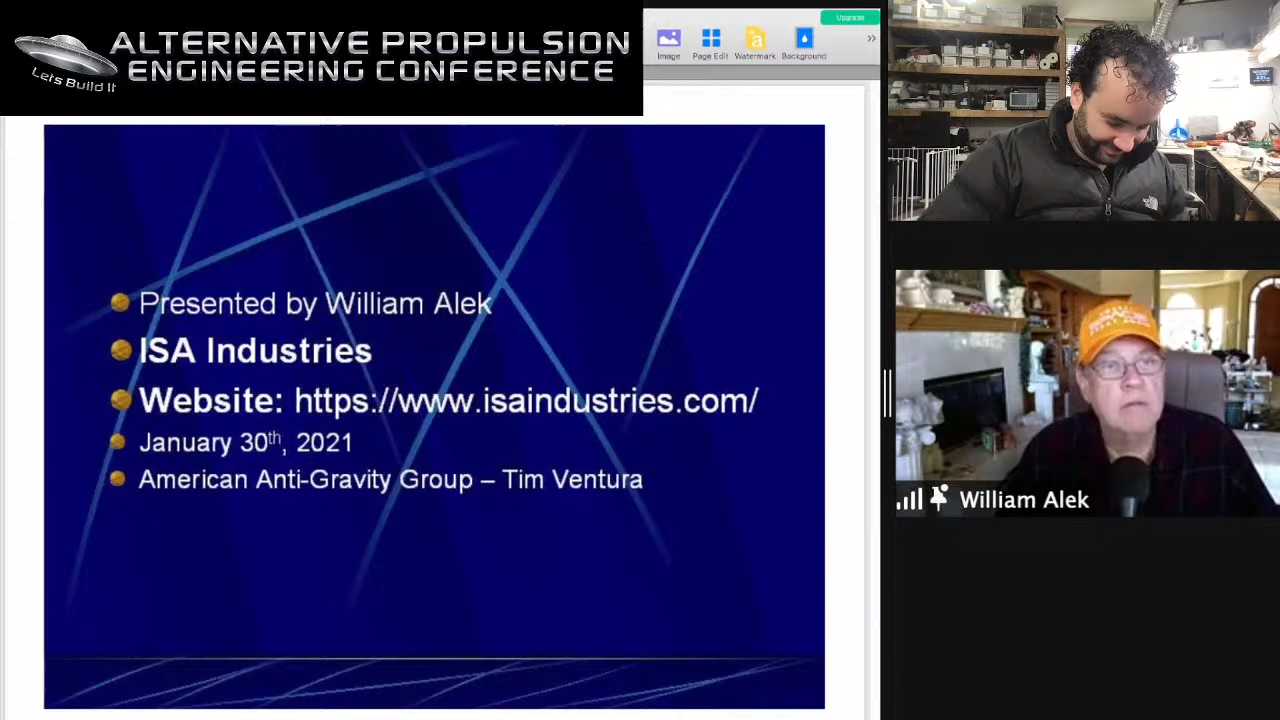 ALTERNATIVE PROPULSION
ENGINEERING CONFERENCE
Let's Build It
Upgrade
Image Page Edit Watermark Background
Presented by William Alek
ISA Industries
Website: https://www.isaindustries.com/
January 30th, 2021
American Anti-Gravity Group – Tim Ventura
William Alek